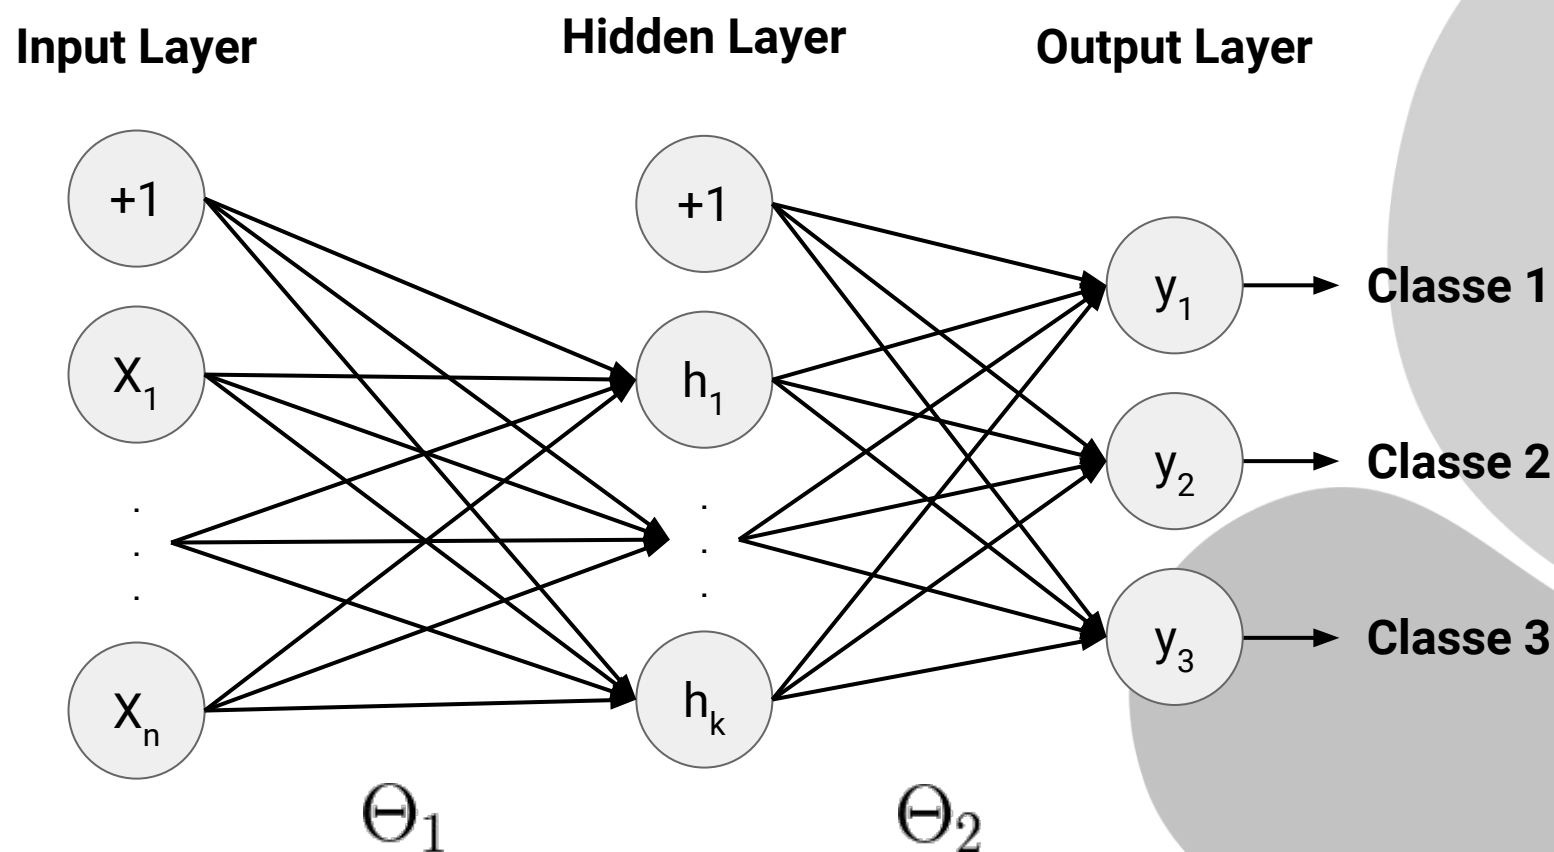 Input Layer
Hidden Layer
Output Layer
+1
X1
.
.
.
Xn
Θ1
+1
h1
.
.
.
hk
Θ2
y1
y2
y3
Classe 1
Classe 2
Classe 3